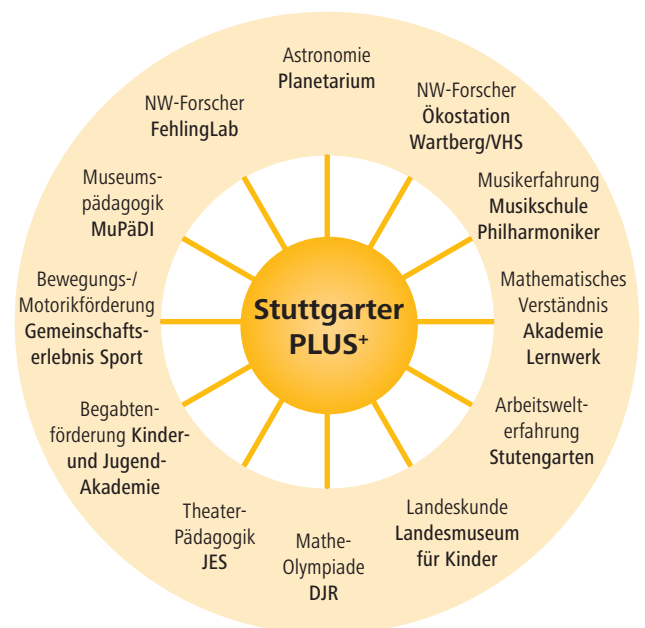 Astronomie
Planetarium
NW-Forscher
Ökostation
Wartberg/VHS
Musikerfahrung
Musikschule
Philharmoniker
Mathematisches
Verständnis
Akademie
Lernwerk
Arbeitswelt-
erfahrung
Stutengarten
Landeskunde
Landesmuseum
für Kinder
Mathe-
Olympiade
DJR
Theater-
Pädagogik
JES
Begabten-
förderung Kinder-
und Jugend-
Akademie
Bewegungs-/
Motorikförderung
Gemeinschafts-
erlebnis Sport
Museums-
pädagogik
MuPäDI
NW-Forscher
FehlingLab
Stuttgarter
PLUS+